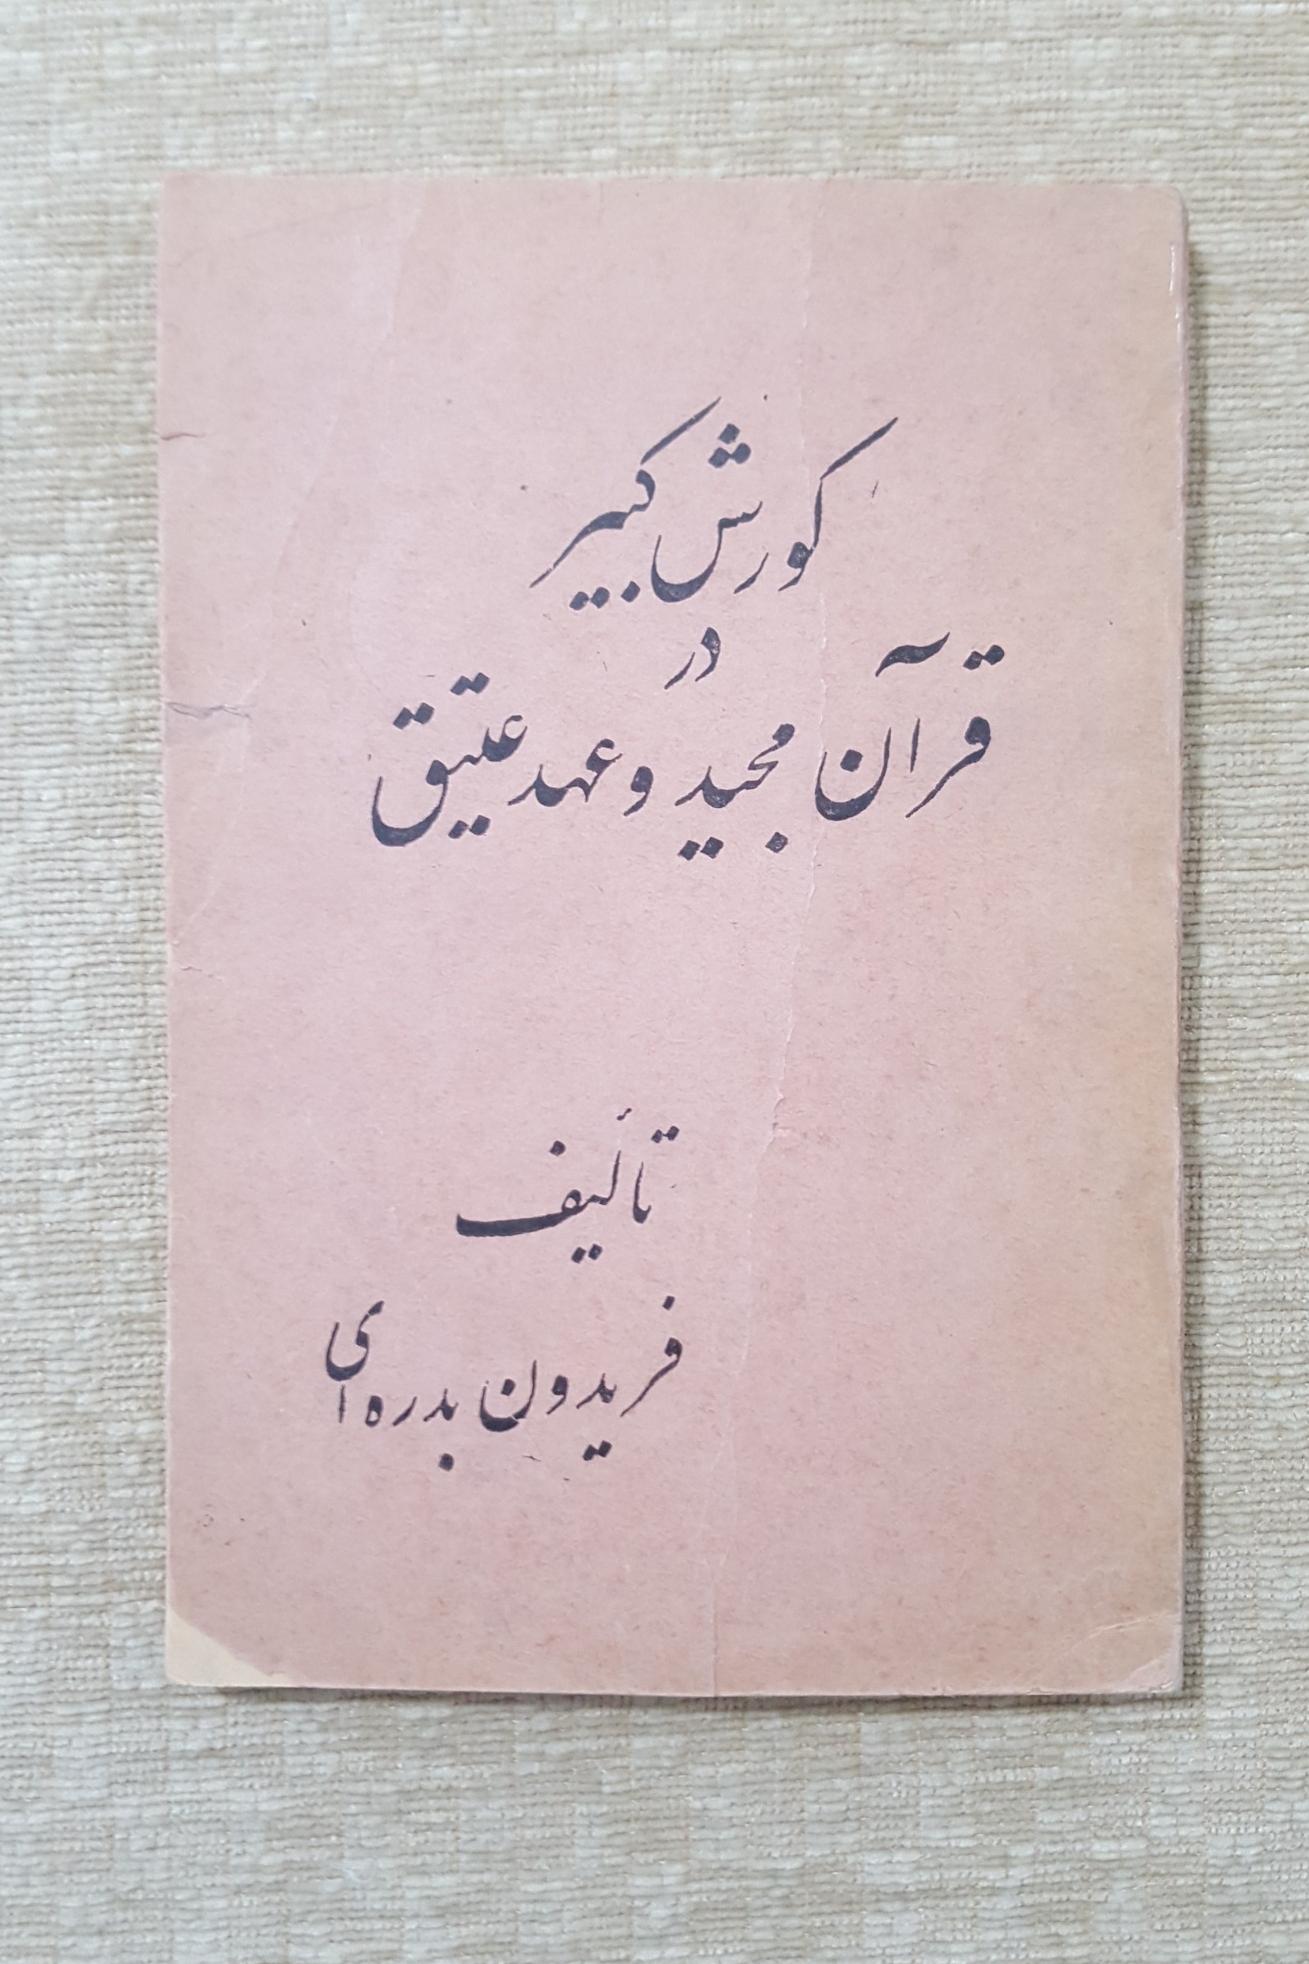 کورش کبیر
در
قرآن مجید و عهد عتیق
تألیف
فریدون بدره ای